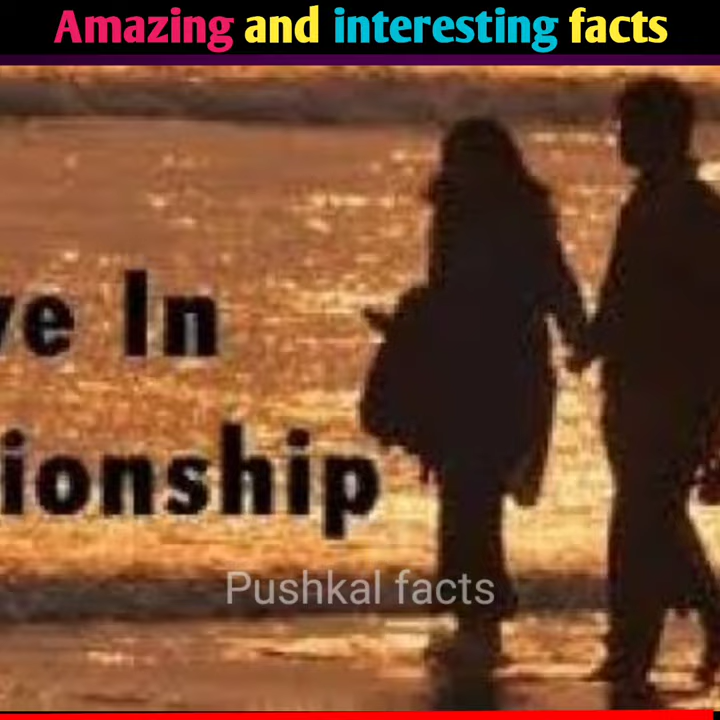 Amazing and interesting facts
ve In
ionship
Pushkal facts